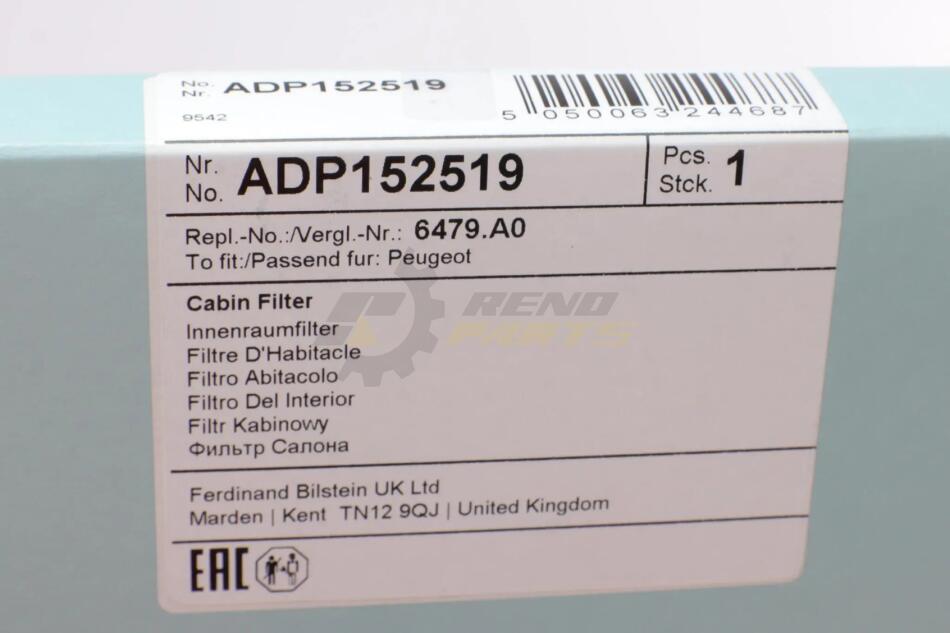 No.
Nr. ADP152519
9542
5 050063 244687
Nr.
No. ADP152519
Pcs.
Stck. 1
Repl.-No.:/Vergl.-Nr.: 6479.A0
To fit:/Passend fur: Peugeot
Cabin Filter
Innenraumfilter
Filtre D'Habitacle
Filtro Abitacolo
Filtro Del Interior
Filtr Kabinowy
Фильтр Салона
RENO
PARTS
Ferdinand Bilstein UK Ltd
Marden | Kent TN12 9QJ | United Kingdom
EAC